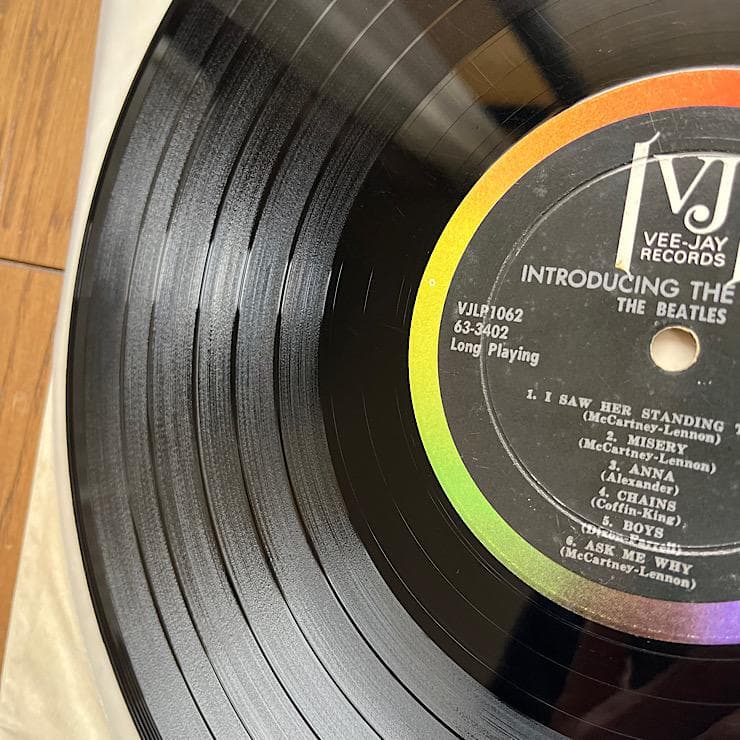 VJ
VEE-JAY
RECORDS
INTRODUCING THE
THE BEATLES
VJLP1062
63-3402
Long Playing
1. I SAW HER STANDING
(McCartney-Lennon)
2. MISERY
(McCartney-Lennon)
3. ANNA
(Alexander)
4. CHAINS
(Coffin-King)
5. BOYS
(Dixon-Farrell)
6. ASK ME WHY
(McCartney-Lennon)